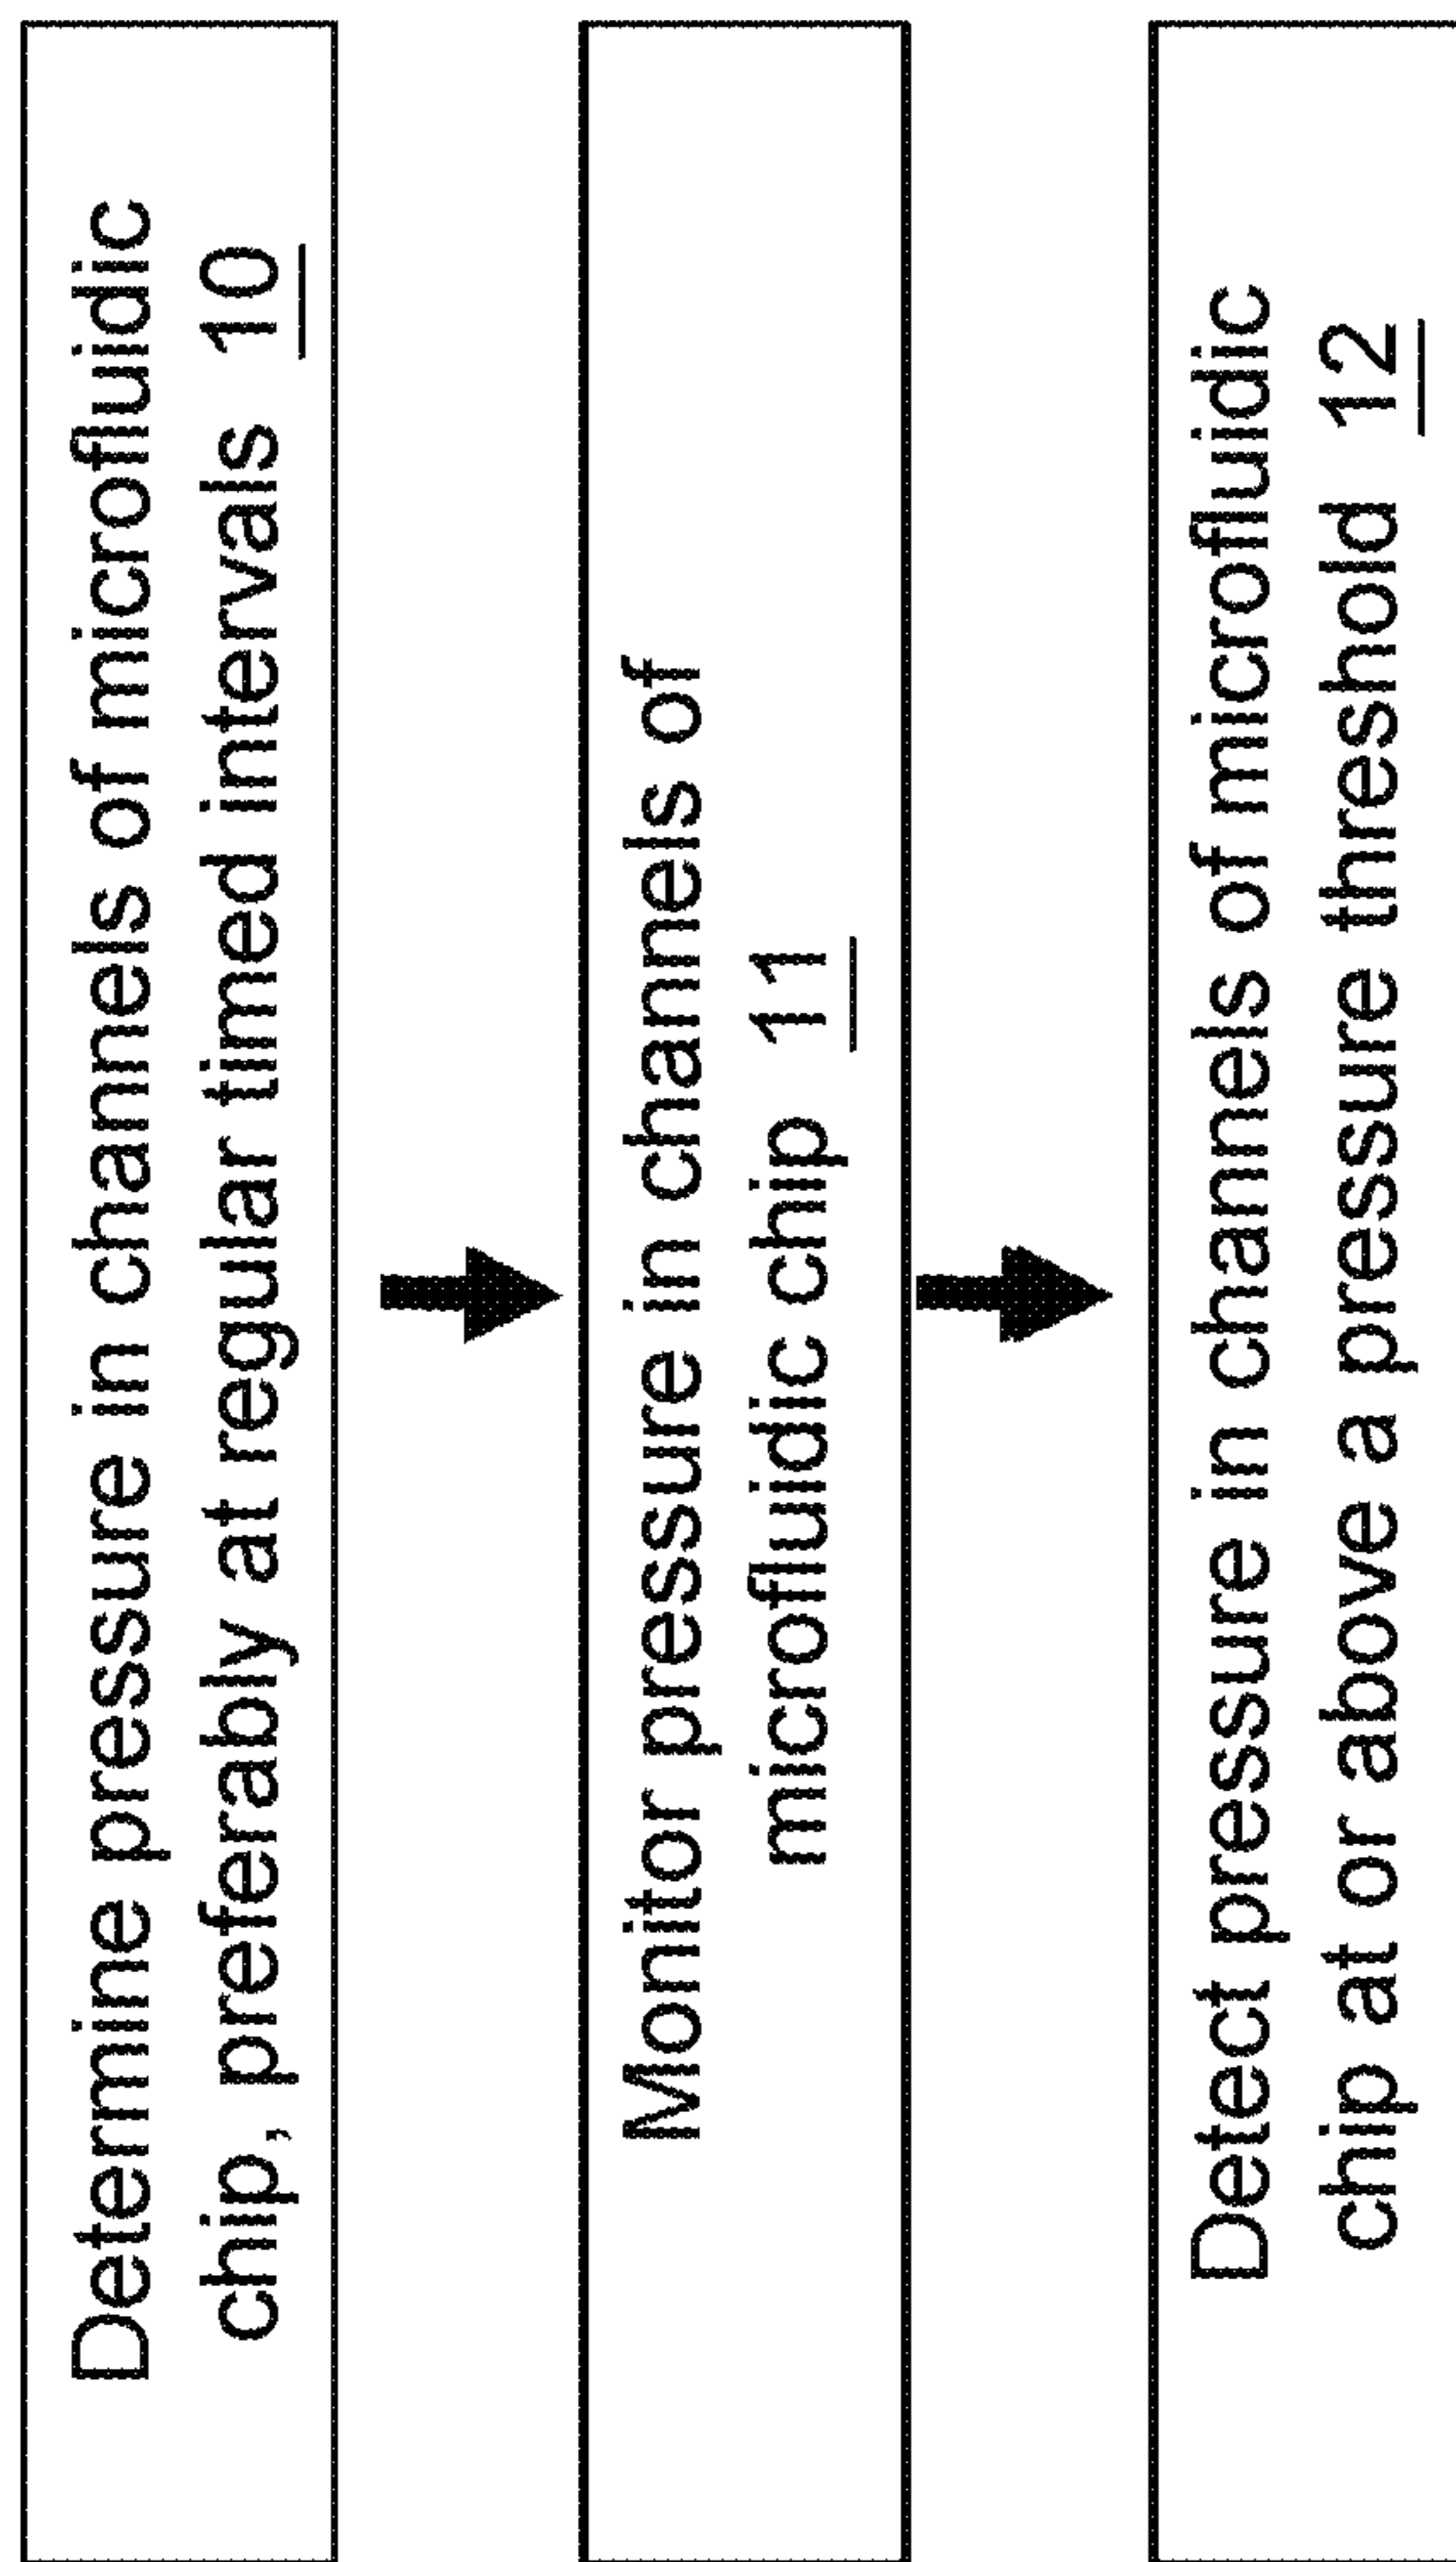 Determine pressure in channels of microfluidic
chip, preferably at regular timed intervals 10
Monitor pressure in channels of
microfluidic chip 11
Detect pressure in channels of microfluidic
chip at or above a pressure threshold 12